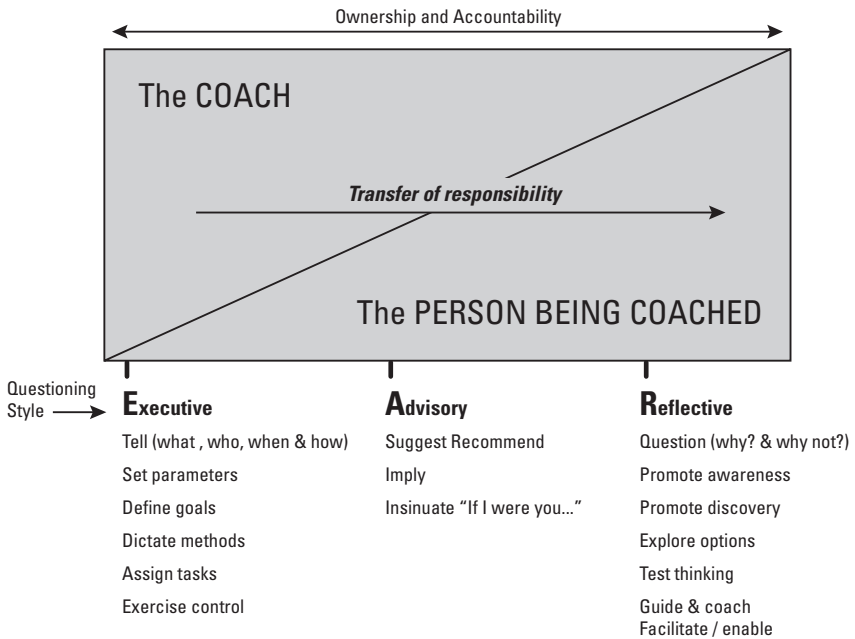 Ownership and Accountability
The COACH
Transfer of responsibility
The PERSON BEING COACHED
Questioning
Style
Executive
Tell (what , who, when & how)
Set parameters
Define goals
Dictate methods
Assign tasks
Exercise control
Advisory
Suggest Recommend
Imply
Insinuate “If I were you...”
Reflective
Question (why? & why not?)
Promote awareness
Promote discovery
Explore options
Test thinking
Guide & coach
Facilitate / enable